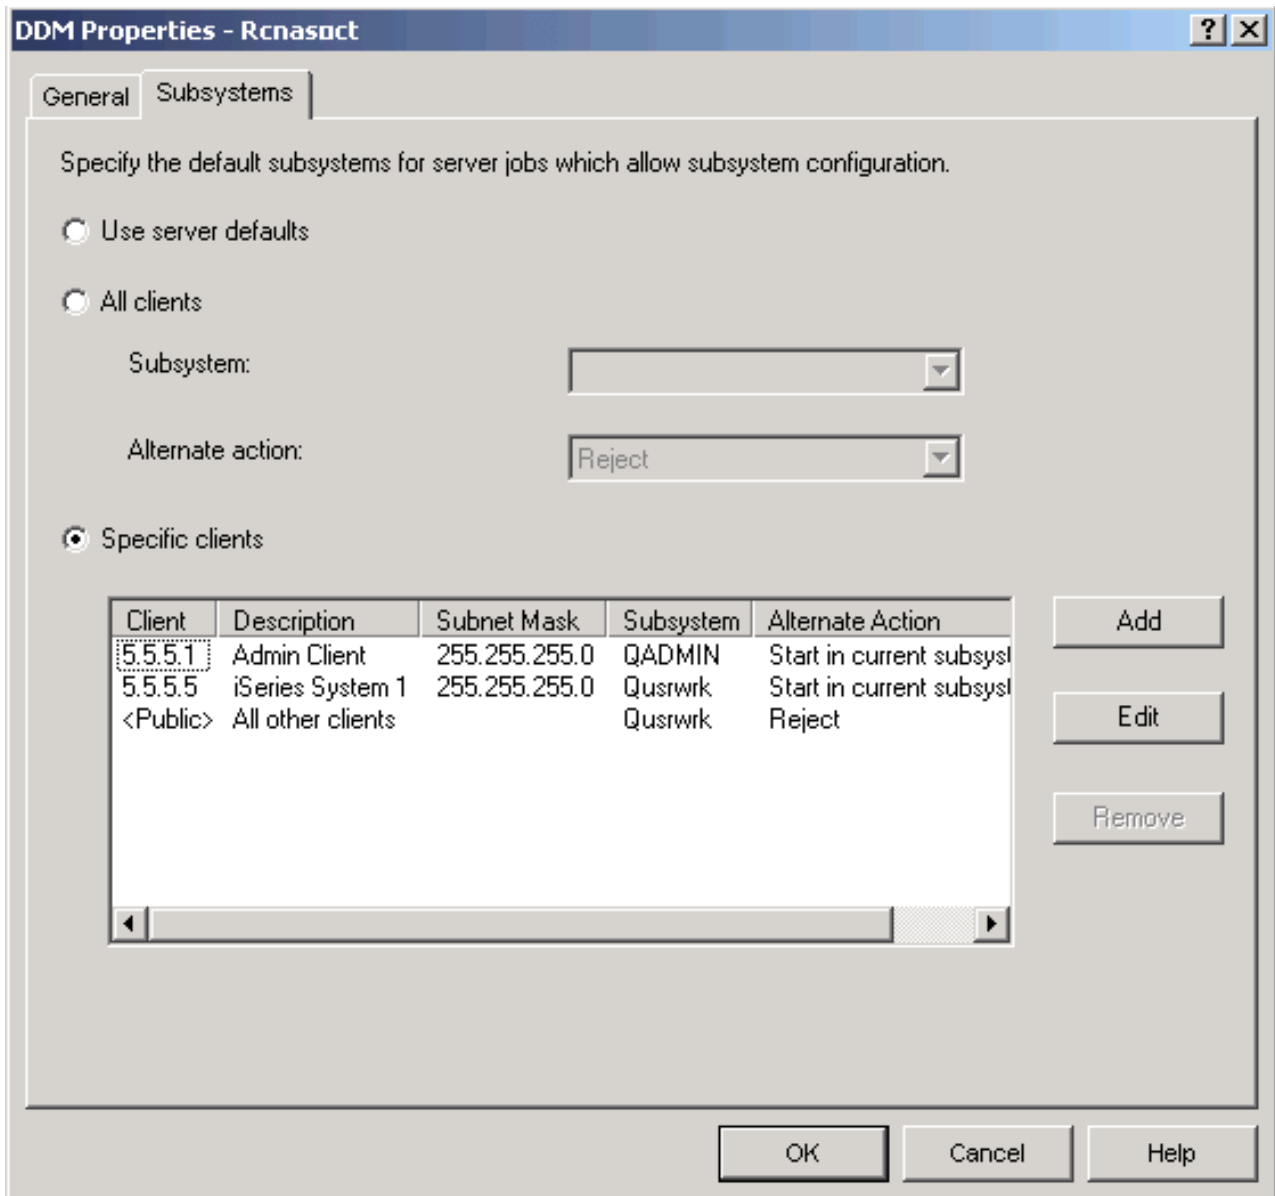 DDM Properties - Rcnasnct
General
Subsystems
Specify the default subsystems for server jobs which allow subsystem configuration.
Use server defaults
All clients
Subsystem:
Alternate action:
Reject
Specific clients
Client Description Subnet Mask Subsystem Alternate Action
5.5.5.1 Admin Client 255.255.255.0 QADMIN Start in current subsyst
5.5.5.5 iSeries System 1 255.255.255.0 Qusrwrk Start in current subsyst
<Public> All other clients Qusrwrk Reject
Add
Edit
Remove
OK Cancel Help